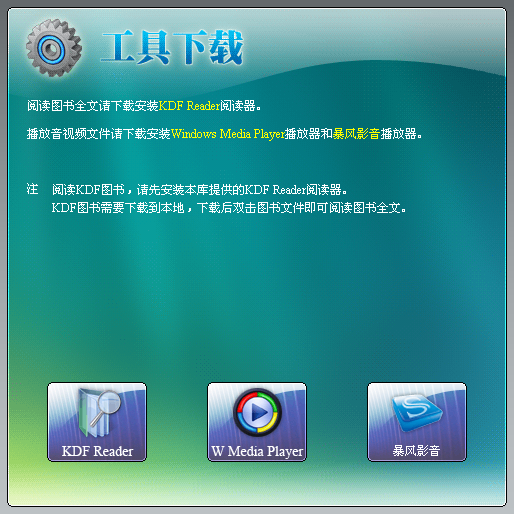 工具下载
阅读图书全文请下载安装KDF Reader阅读器。
播放音视频文件请下载安装Windows Media Player播放器和暴风影音播放器。
注 阅读KDF图书，请先安装本库提供的KDF Reader阅读器。
KDF图书需要下载到本地，下载后双击图书文件即可阅读图书全文。
KDF Reader
W Media Player
暴风影音